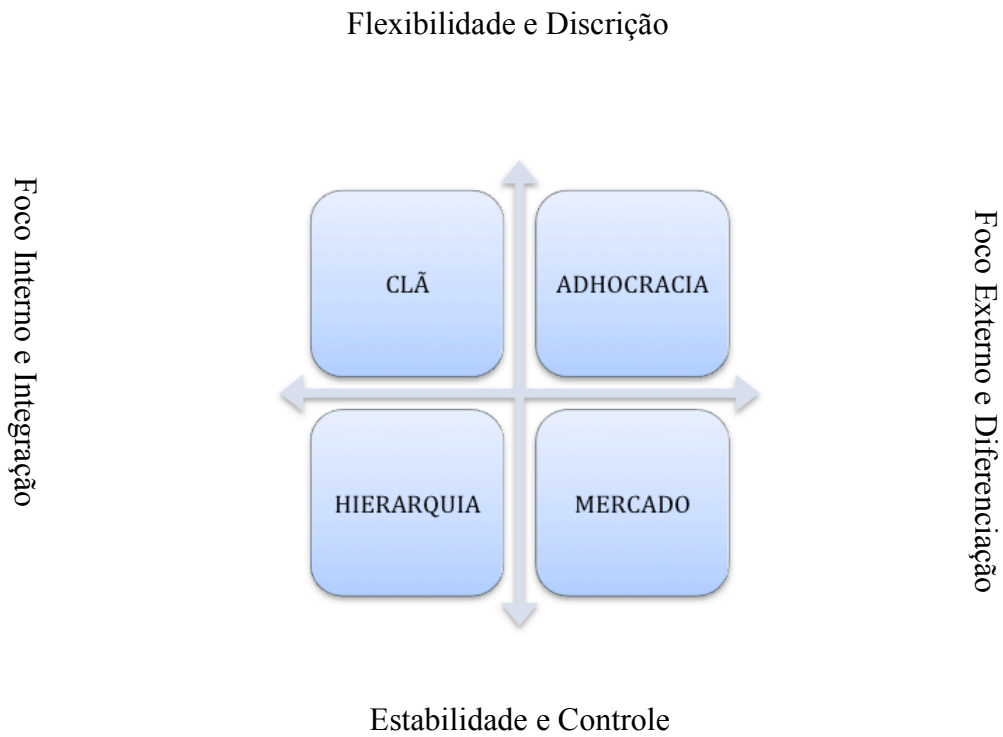 Flexibilidade e Discrição
Foco Interno e Integração
CLÃ
ADHOCRACIA
Foco Externo e Diferenciação
HIERARQUIA
MERCADO
Estabilidade e Controle